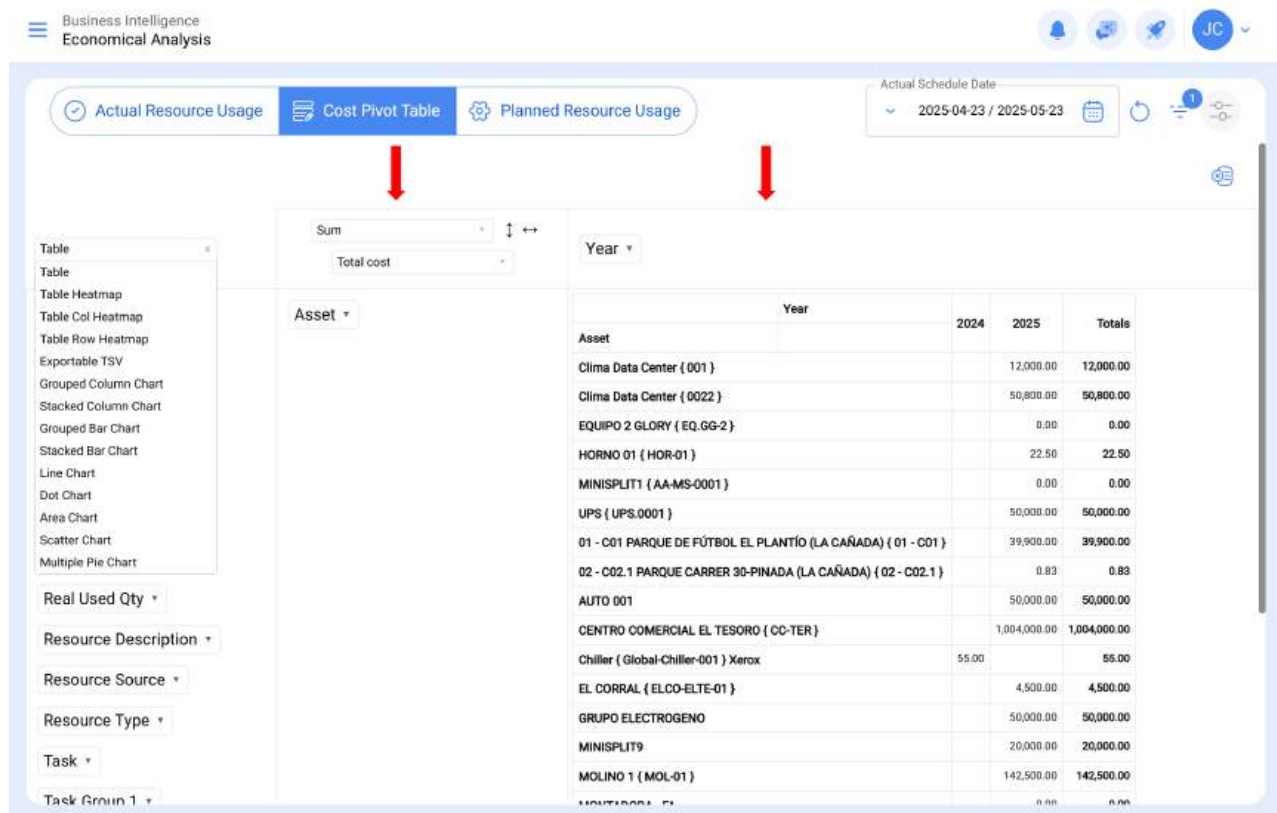 Business Intelligence
Economical Analysis
JC
Actual Resource Usage
Cost Pivot Table
Planned Resource Usage
Actual Schedule Date
2025-04-23 / 2025-05-23
1
Sum
Total cost
Year
Table
Table
Table Heatmap
Table Col Heatmap
Table Row Heatmap
Exportable TSV
Grouped Column Chart
Stacked Column Chart
Grouped Bar Chart
Stacked Bar Chart
Line Chart
Dot Chart
Area Chart
Scatter Chart
Multiple Pie Chart
Real Used Qty
Resource Description
Resource Source
Resource Type
Task
Task Group 1
Asset
Year 2024 2025 Totals
Asset
Clima Data Center { 001 } 12,000.00 12,000.00
Clima Data Center { 0022 } 50,800.00 50,800.00
EQUIPO 2 GLORY { EQ.GG-2 } 0.00 0.00
HORNO 01 { HOR-01 } 22.50 22.50
MINISPLIT1 { AA-MS-0001 } 0.00 0.00
UPS { UPS.0001 } 50,000.00 50,000.00
01 - C01 PARQUE DE FÚTBOL EL PLANTÍO (LA CAÑADA) { 01 - C01 } 39,900.00 39,900.00
02 - C02.1 PARQUE CARRER 30-PINADA (LA CAÑADA) { 02 - C02.1 } 0.83 0.83
AUTO 001 50,000.00 50,000.00
CENTRO COMERCIAL EL TESORO { CC-TER } 1,004,000.00 1,004,000.00
Chiller { Global-Chiller-001 } Xerox 55.00 55.00
EL CORRAL { ELCO-ELTE-01 } 4,500.00 4,500.00
GRUPO ELECTROGENO 50,000.00 50,000.00
MINISPLIT9 20,000.00 20,000.00
MOLINO 1 { MOL-01 } 142,500.00 142,500.00
0.00 0.00